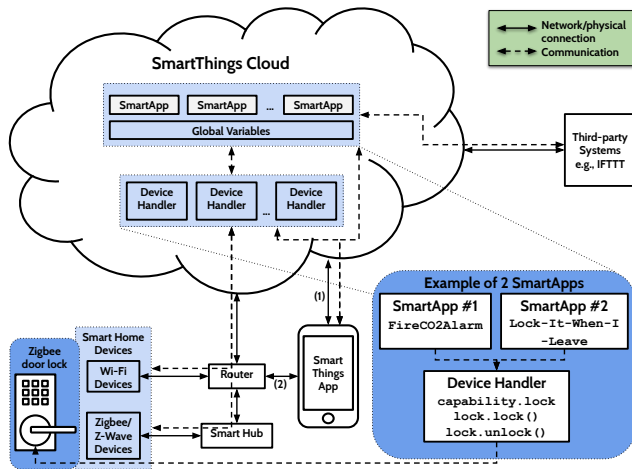 Network/physical
connection
Communication
SmartThings Cloud
SmartApp
SmartApp
...
SmartApp
Global Variables
Third-party
Systems
e.g., IFTTT
Device
Handler
Device
Handler
...
Device
Handler
(1)
Example of 2 SmartApps
SmartApp #1
FireCO2Alarm
SmartApp #2
Lock-It-When-I
-Leave
Zigbee
door lock
Smart Home
Devices
Wi-Fi
Devices
Router
(2)
Smart
Things
App
Device Handler
capability.lock
lock.lock()
lock.unlock()
Zigbee/
Z-Wave
Devices
Smart Hub